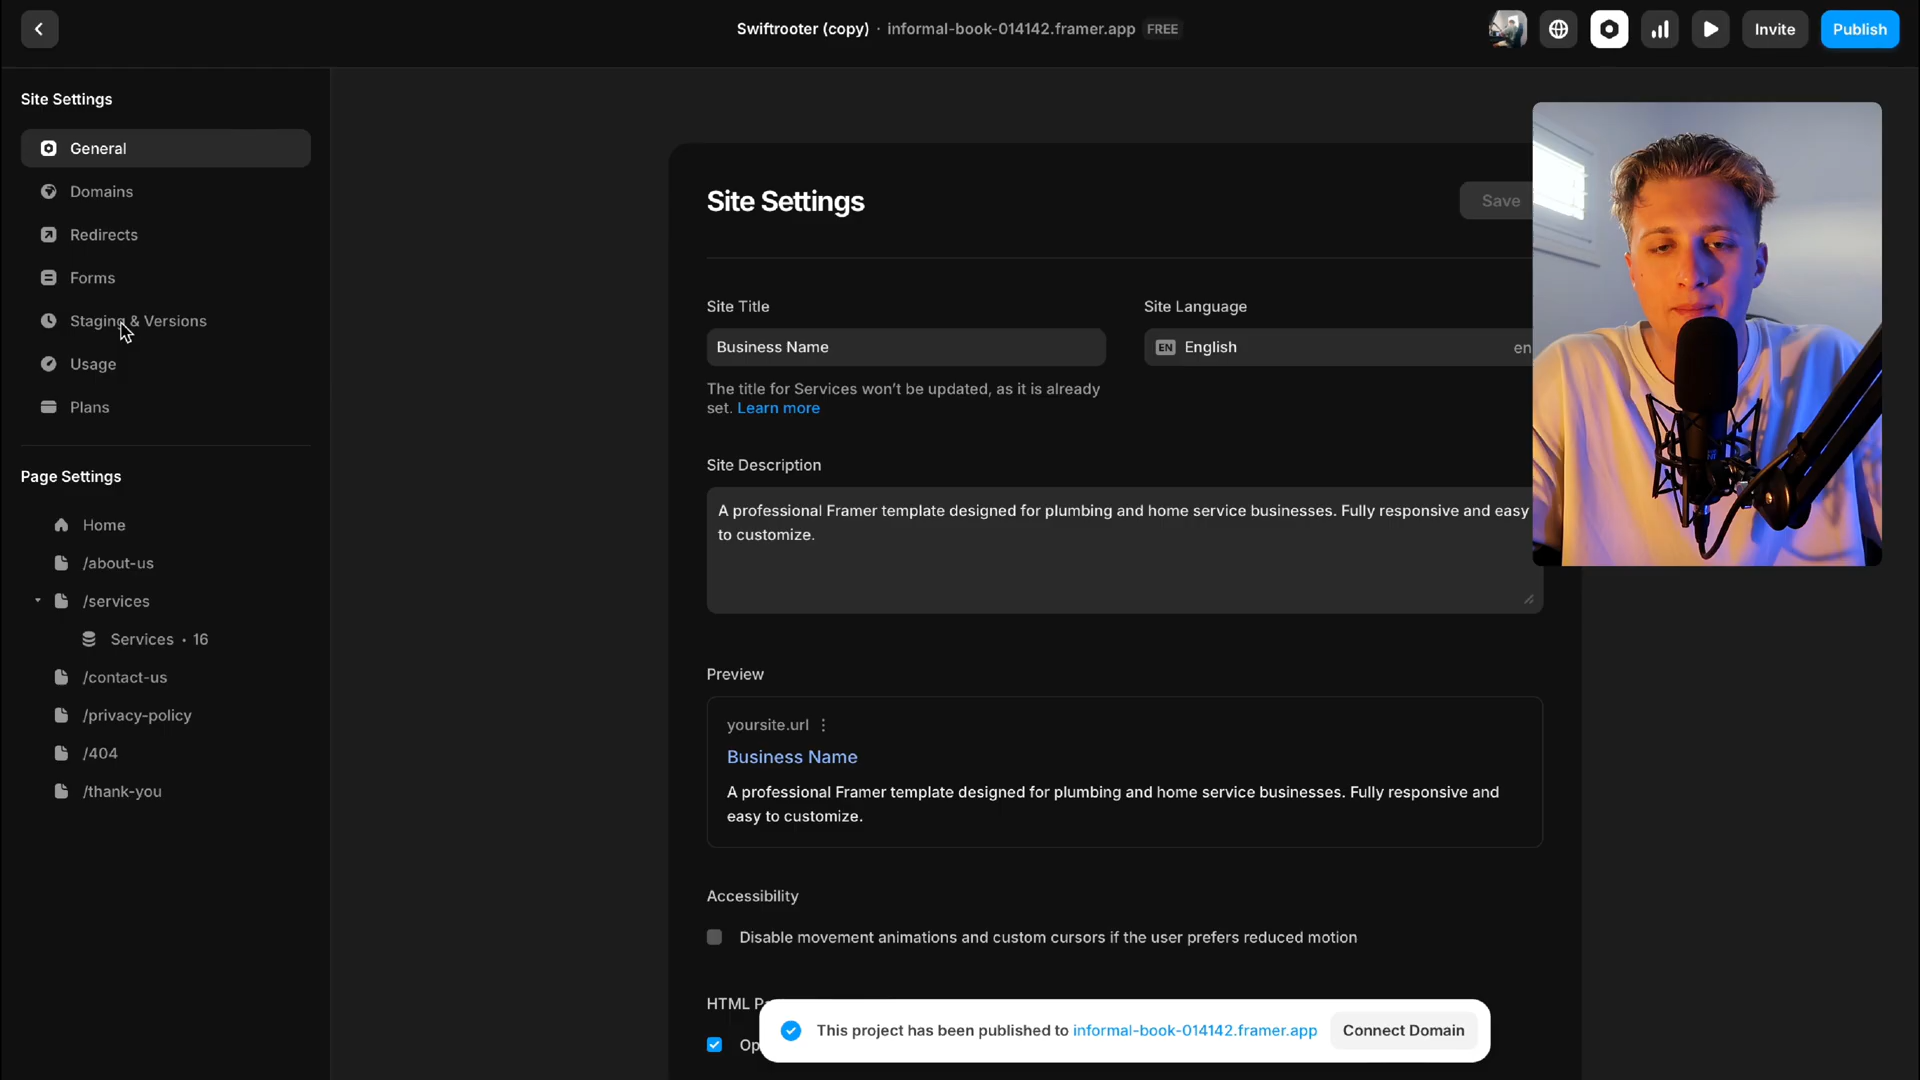 Swiftrooter (copy) · informal-book-014142.framer.app FREE
Invite
Publish
Site Settings
General
Domains
Redirects
Forms
Staging & Versions
Usage
Plans
Page Settings
Home
/about-us
/services
Services · 16
/contact-us
/privacy-policy
/404
/thank-you
Site Settings
Save
Site Title
Business Name
The title for Services won’t be updated, as it is already
set. Learn more
Site Language
EN English en
Site Description
A professional Framer template designed for plumbing and home service businesses. Fully responsive and easy
to customize.
Preview
yoursite.url
Business Name
A professional Framer template designed for plumbing and home service businesses. Fully responsive and
easy to customize.
Accessibility
Disable movement animations and custom cursors if the user prefers reduced motion
HTML
This project has been published to informal-book-014142.framer.app
Connect Domain